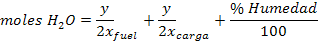 moles H₂O = y/2x_fuel + y/2x_carga + % Humedad/100